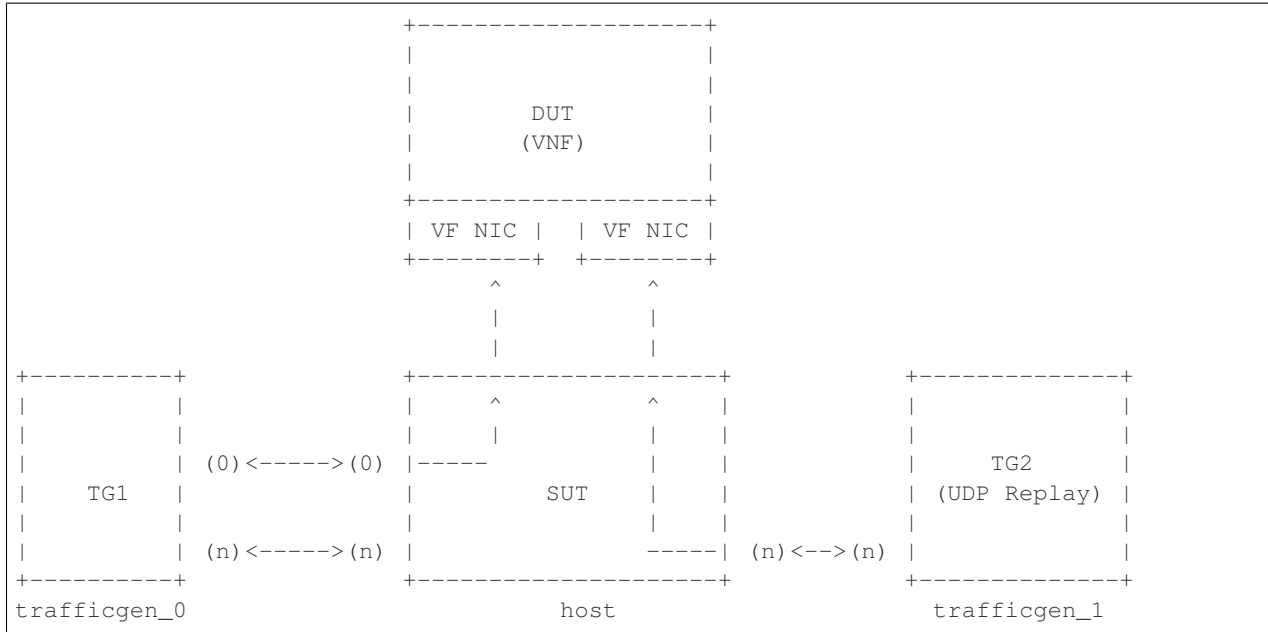 +-------------------+
|                   |
|                   |
|        DUT        |
|       (VNF)       |
|                   |
+-------------------+
| VF NIC |  | VF NIC |
+--------+  +--------+
^         ^
|         |
|         |
+----------+              +--------------------+            +--------------+
|          |              |     ^         ^    |            |              |
|          |              |     |         |    |            |              |
|          | (0)<----->(0) |-----          |    |            |     TG2      |
|    TG1   |              |        SUT    |    |            | (UDP Replay) |
|          |              |               |    |            |              |
|          | (n)<----->(n) |               -----| (n)<-->(n) |              |
+----------+              +--------------------+            +--------------+
trafficgen_0                      host                        trafficgen_1